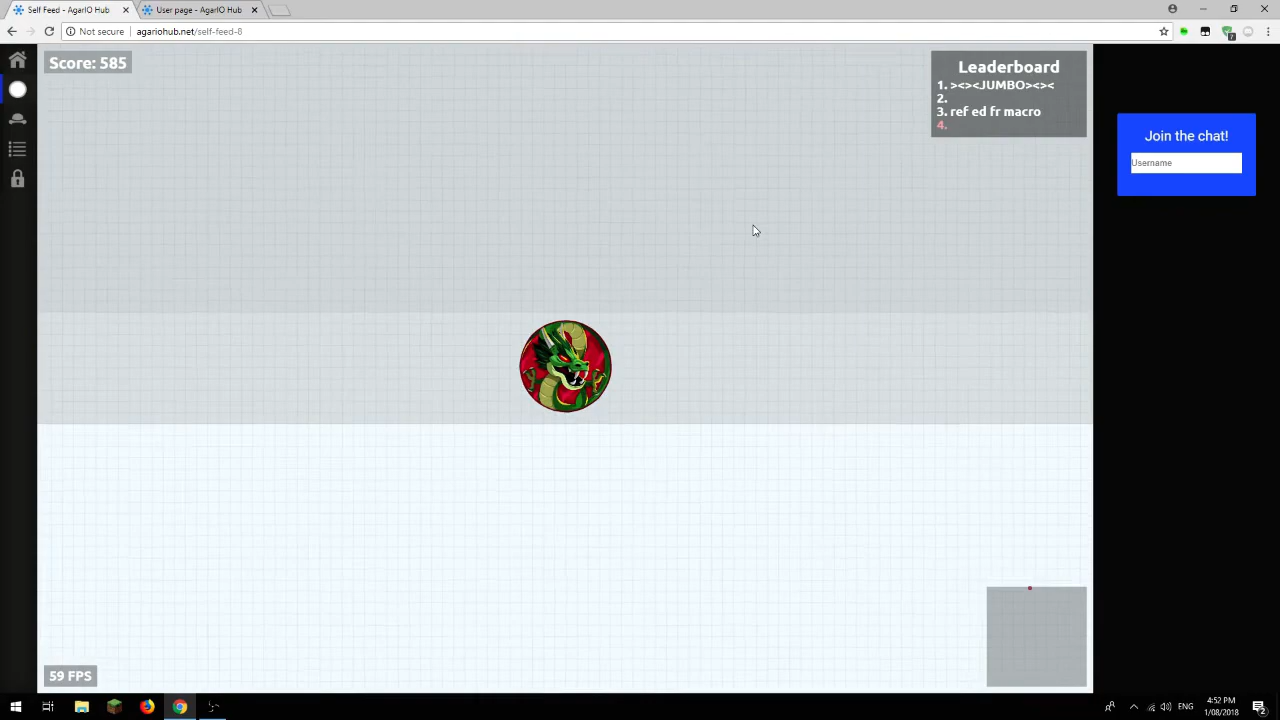 Self Feed - AgarIO Hub
User page - AgarIO Hub
Not secure
agariohub.net/self-feed-8
Score: 585
Leaderboard
1. ><><JUMBO><><
2.
3. ref ed fr macro
4.
Join the chat!
Username
59 FPS
ENG
4:52 PM
1/08/2018
7
2